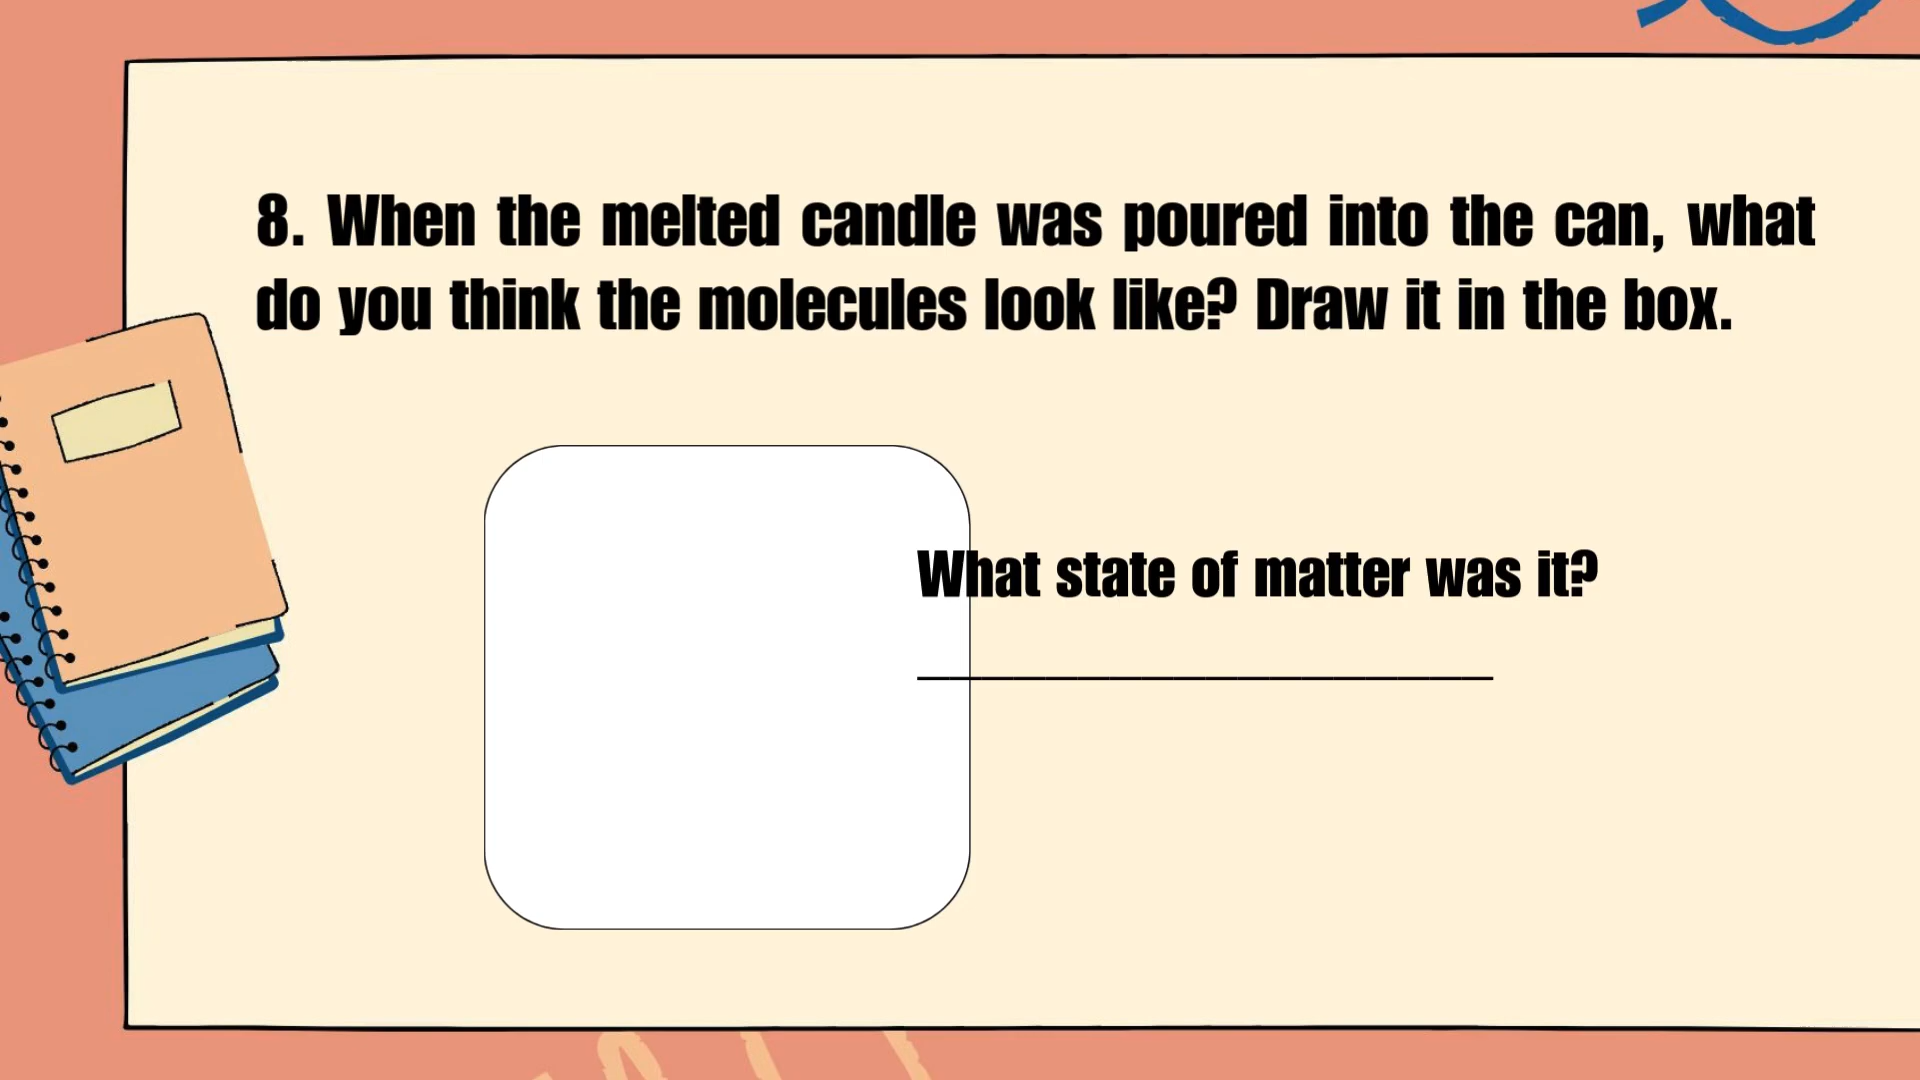 8. When the melted candle was poured into the can, what
do you think the molecules look like? Draw it in the box.
What state of matter was it?
__________________